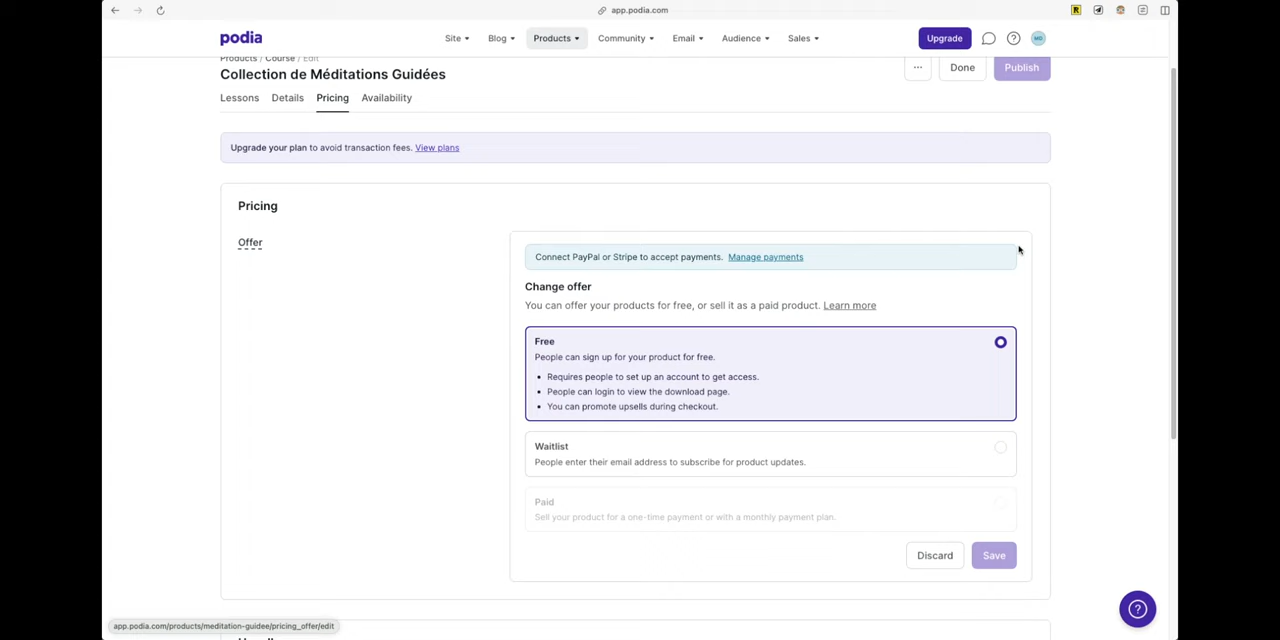 app.podia.com
podia
Site Blog Products Community Email Audience Sales Upgrade MD
Products / Course / Edit
Collection de Méditations Guidées
... Done Publish
Lessons Details Pricing Availability
Upgrade your plan to avoid transaction fees. View plans
Pricing
Offer
Connect PayPal or Stripe to accept payments. Manage payments
Change offer
You can offer your products for free, or sell it as a paid product. Learn more
Free
People can sign up for your product for free.
• Requires people to set up an account to get access.
• People can login to view the download page.
• You can promote upsells during checkout.
Waitlist
People enter their email address to subscribe for product updates.
Paid
Sell your product for a one-time payment or with a monthly payment plan.
Discard Save
app.podia.com/products/meditation-guidee/pricing_offer/edit